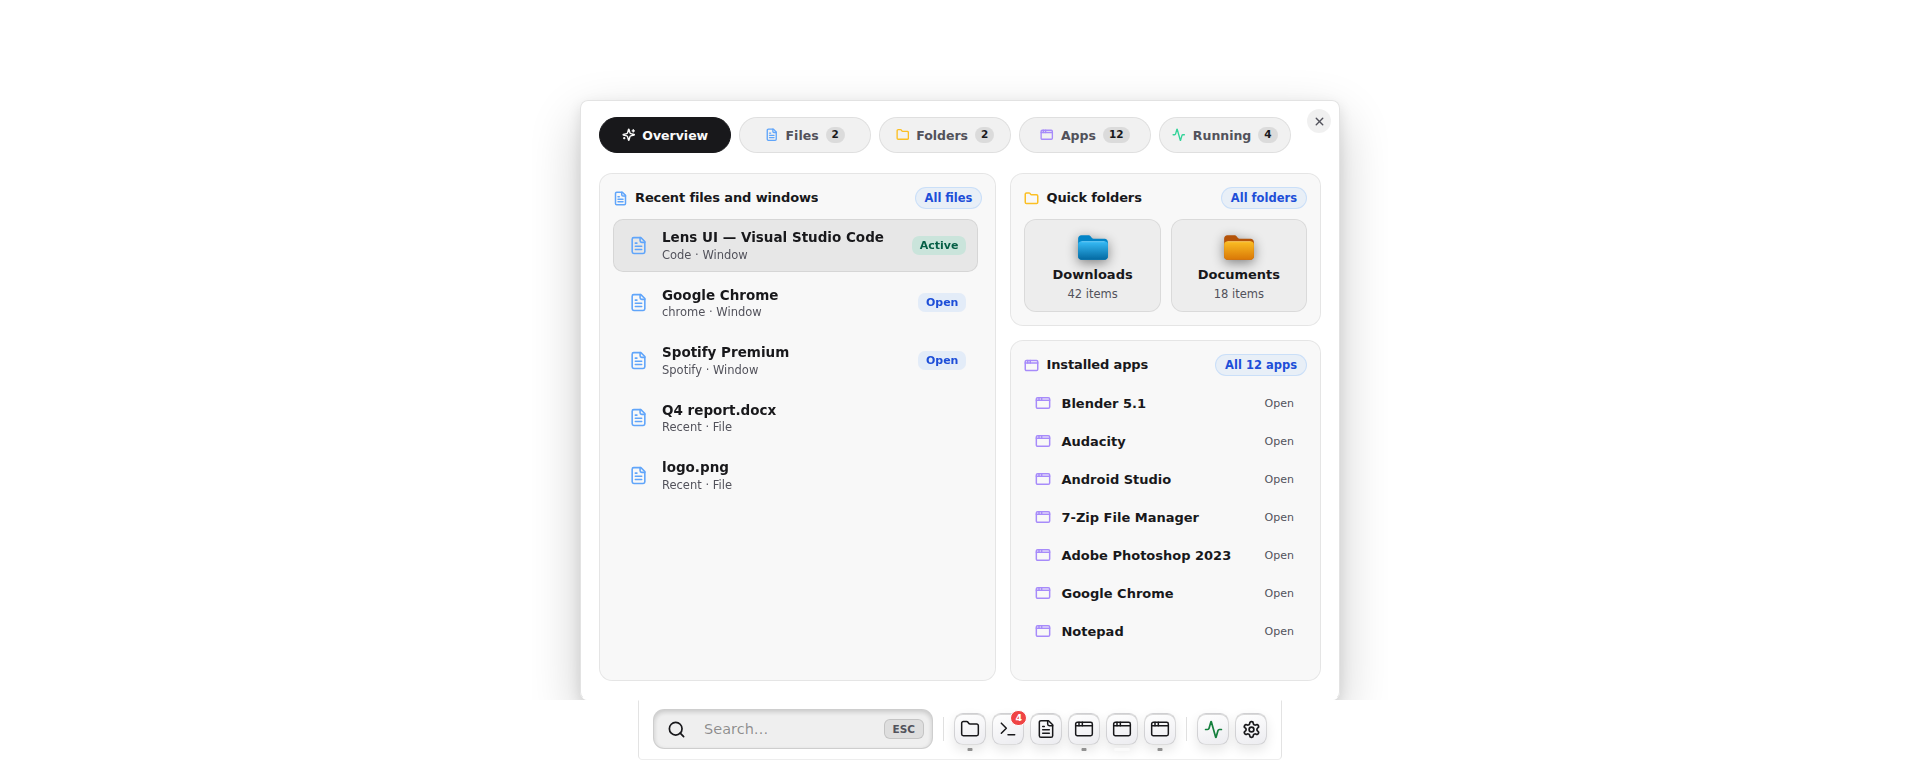 Overview
Files 2
Folders 2
Apps 12
Running 4
Recent files and windows
All files
Lens UI — Visual Studio Code
Code · Window
Active
Google Chrome
chrome · Window
Open
Spotify Premium
Spotify · Window
Open
Q4 report.docx
Recent · File
logo.png
Recent · File
Quick folders
All folders
Downloads
42 items
Documents
18 items
Installed apps
All 12 apps
Blender 5.1
Open
Audacity
Open
Android Studio
Open
7-Zip File Manager
Open
Adobe Photoshop 2023
Open
Google Chrome
Open
Notepad
Open
Search...
ESC
4